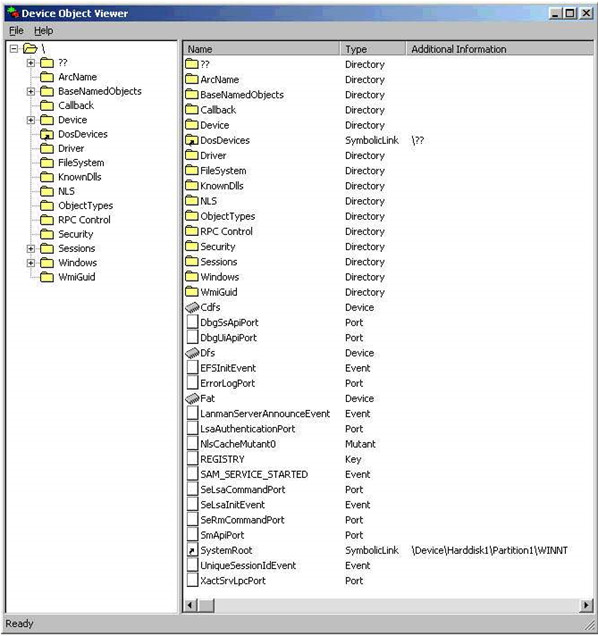 Device Object Viewer
File Help
\
??
ArcName
BaseNamedObjects
Callback
Device
DosDevices
Driver
FileSystem
KnownDlls
NLS
ObjectTypes
RPC Control
Security
Sessions
Windows
WmiGuid
Name Type Additional Information
?? Directory
ArcName Directory
BaseNamedObjects Directory
Callback Directory
Device Directory
DosDevices SymbolicLink \??
Driver Directory
FileSystem Directory
KnownDlls Directory
NLS Directory
ObjectTypes Directory
RPC Control Directory
Security Directory
Sessions Directory
Windows Directory
WmiGuid Directory
Cdfs Device
DbgSsApiPort Port
DbgUiApiPort Port
Dfs Device
EFSInitEvent Event
ErrorLogPort Port
Fat Device
LanmanServerAnnounceEvent Event
LsaAuthenticationPort Port
NlsCacheMutant0 Mutant
REGISTRY Key
SAM_SERVICE_STARTED Event
SeLsaCommandPort Port
SeLsaInitEvent Event
SeRmCommandPort Port
SmApiPort Port
SystemRoot SymbolicLink \Device\Harddisk1\Partition1\WINNT
UniqueSessionIdEvent Event
XactSrvLpcPort Port
Ready